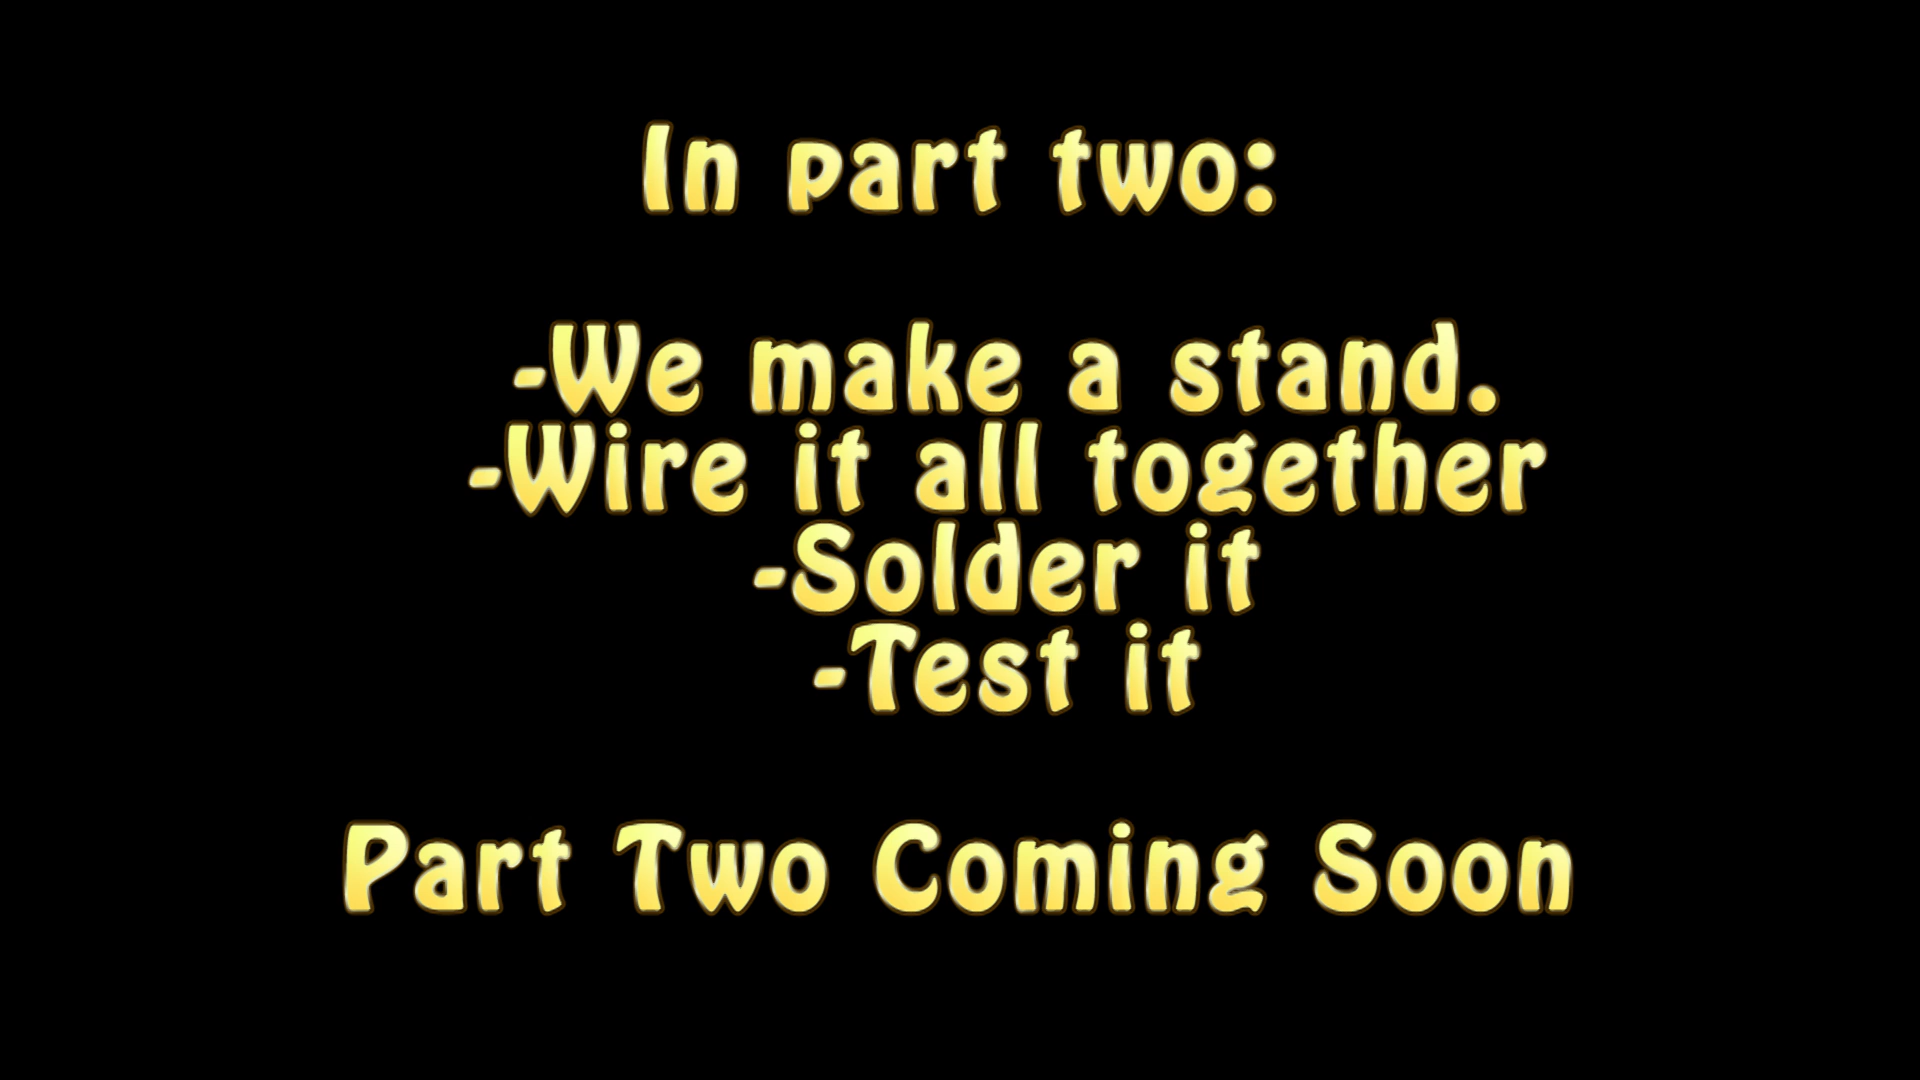 In part two:
-We make a stand.
-Wire it all together
-Solder it
-Test it
Part Two Coming Soon